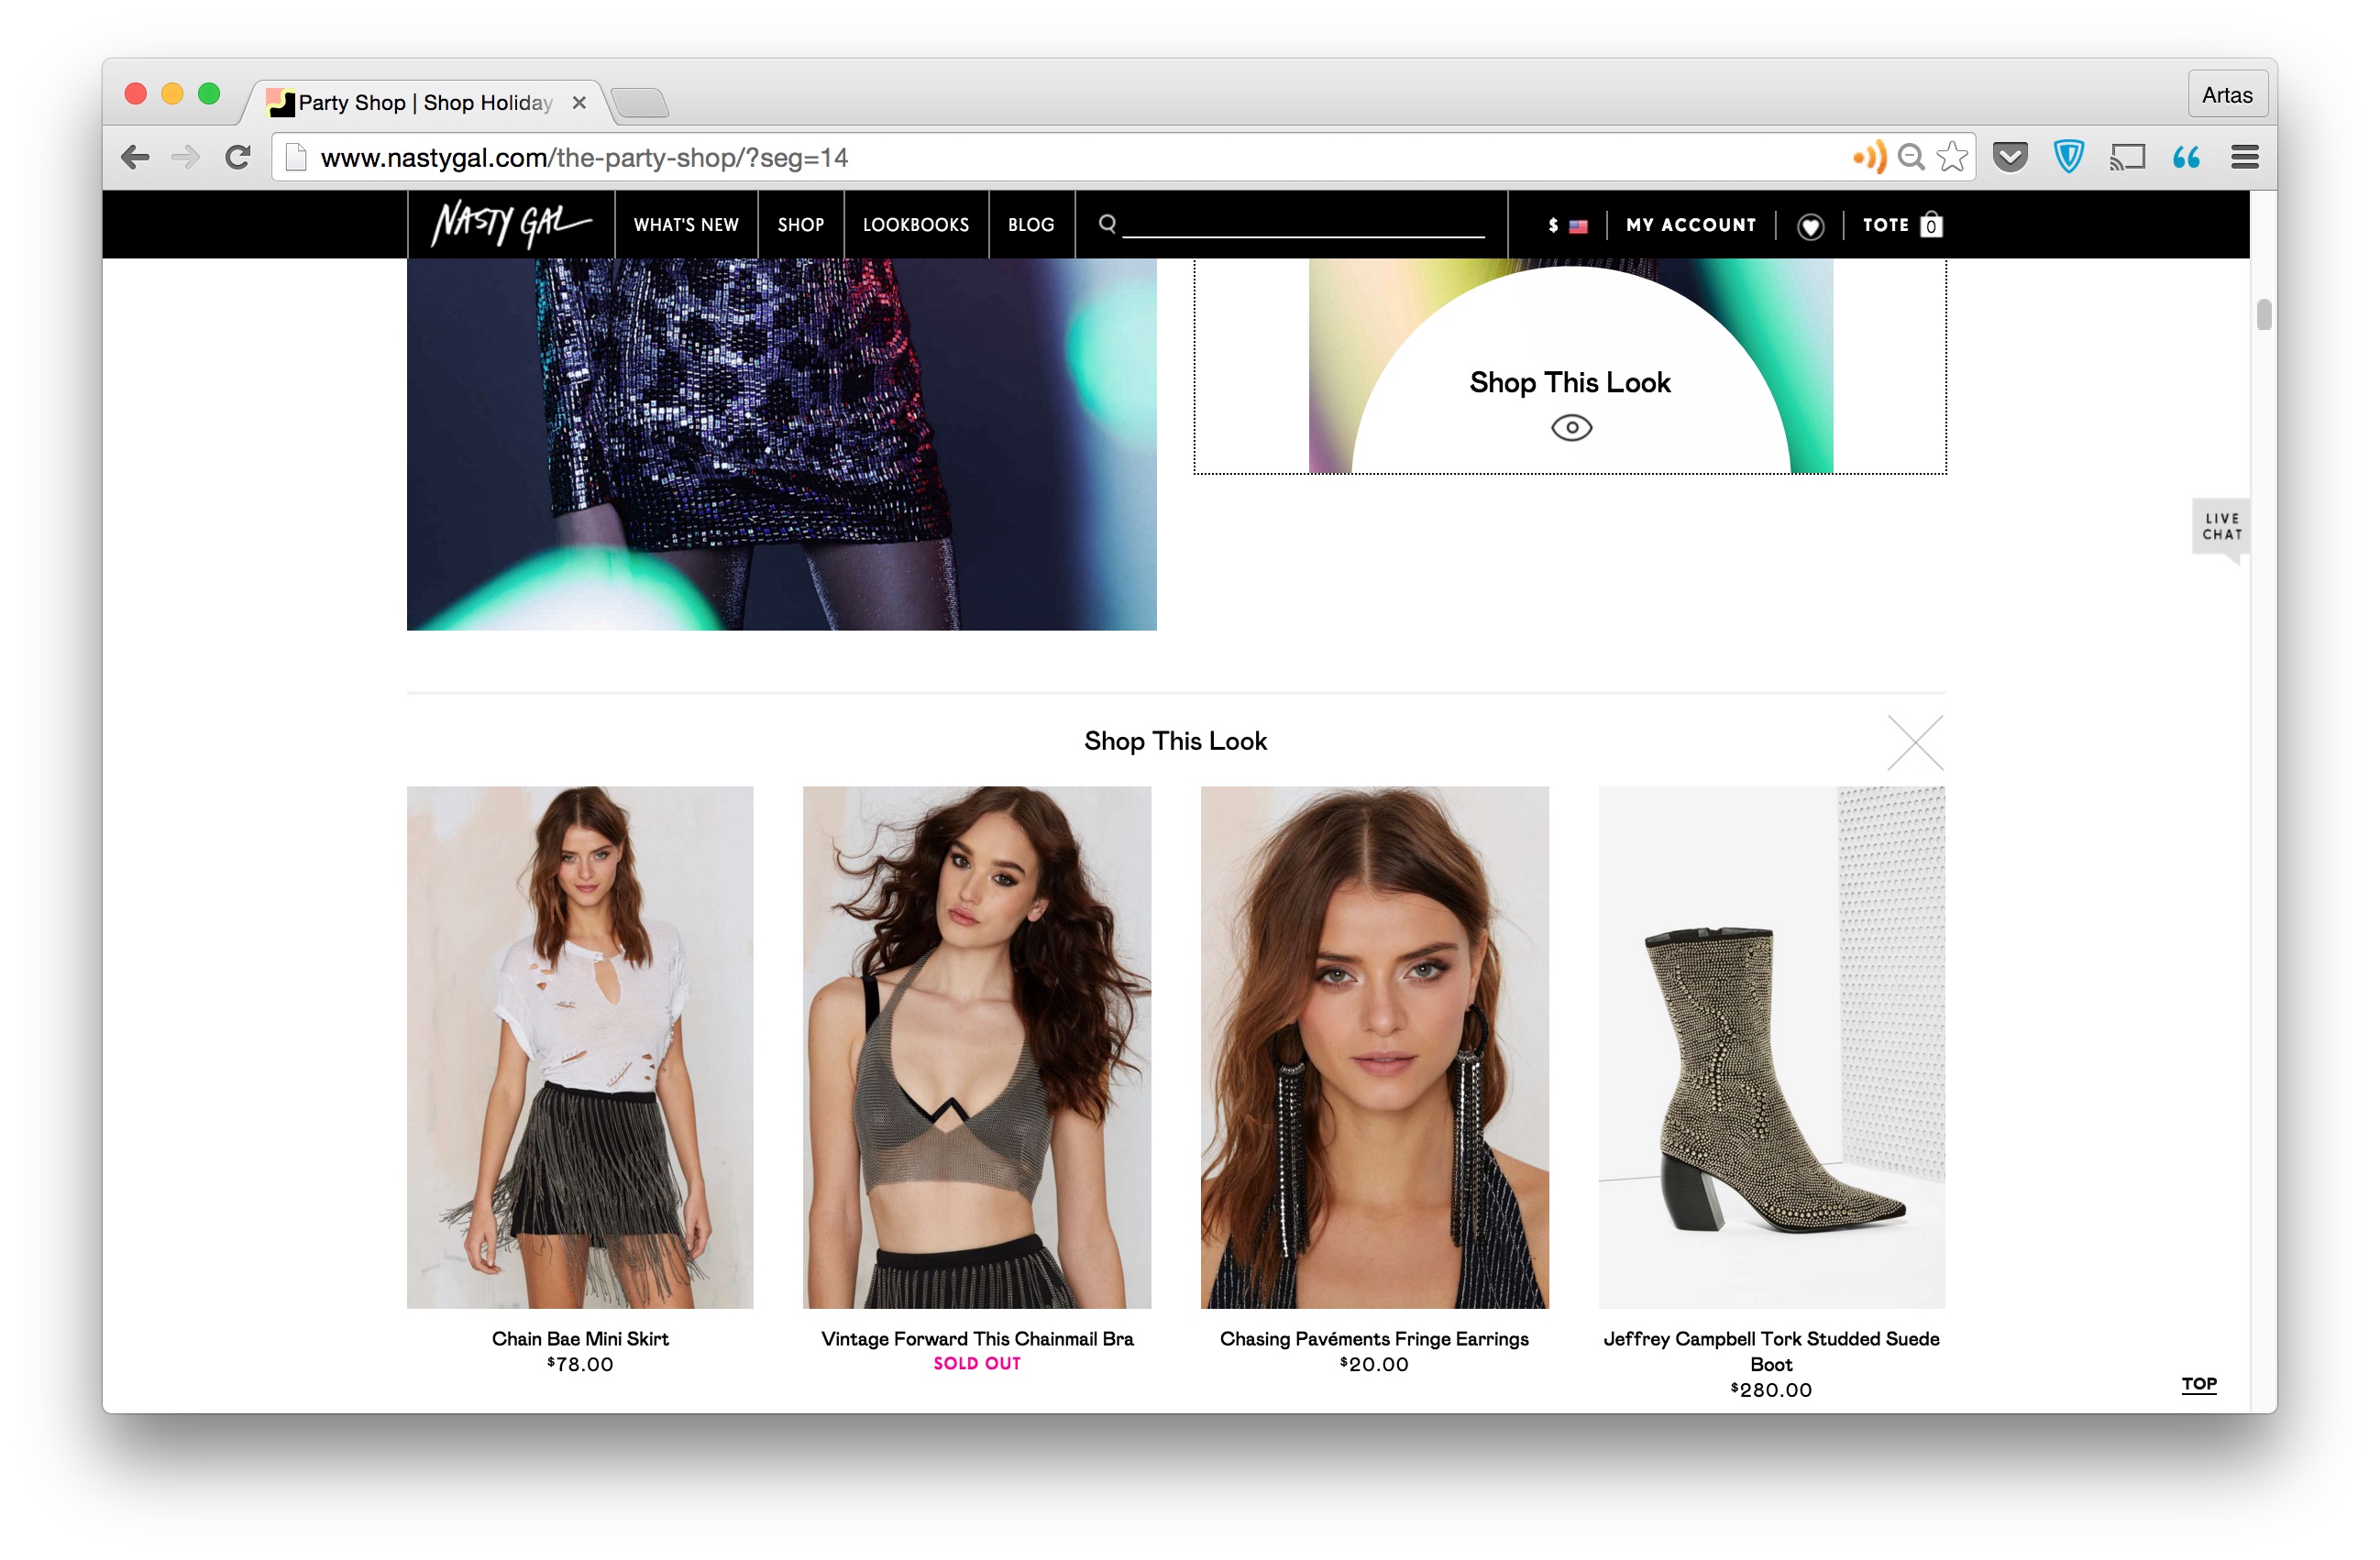 Party Shop | Shop Holiday
Artas
www.nastygal.com/the-party-shop/?seg=14
NASTY GAL
WHAT'S NEW
SHOP
LOOKBOOKS
BLOG
$
MY ACCOUNT
TOTE 0
Shop This Look
LIVE
CHAT
Shop This Look
Chain Bae Mini Skirt
$78.00
Vintage Forward This Chainmail Bra
SOLD OUT
Chasing Pavéments Fringe Earrings
$20.00
Jeffrey Campbell Tork Studded Suede
Boot
$280.00
TOP